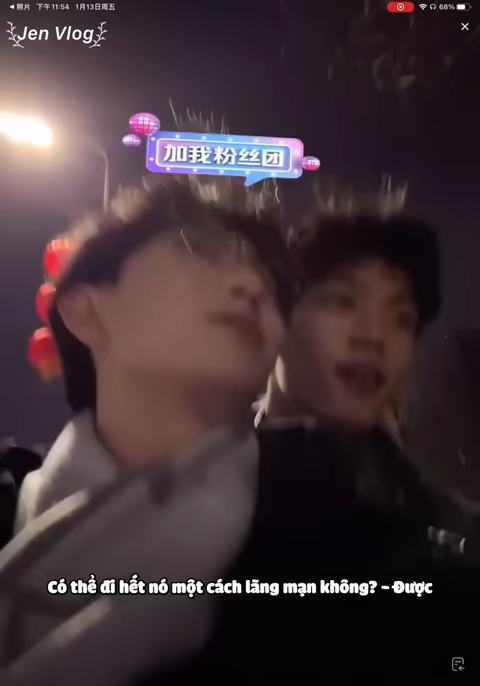 照片 下午11:54 1月13日周五
68%
Jen Vlog
加我粉丝团
Có thể đi hết nó một cách lãng mạn không? - Được